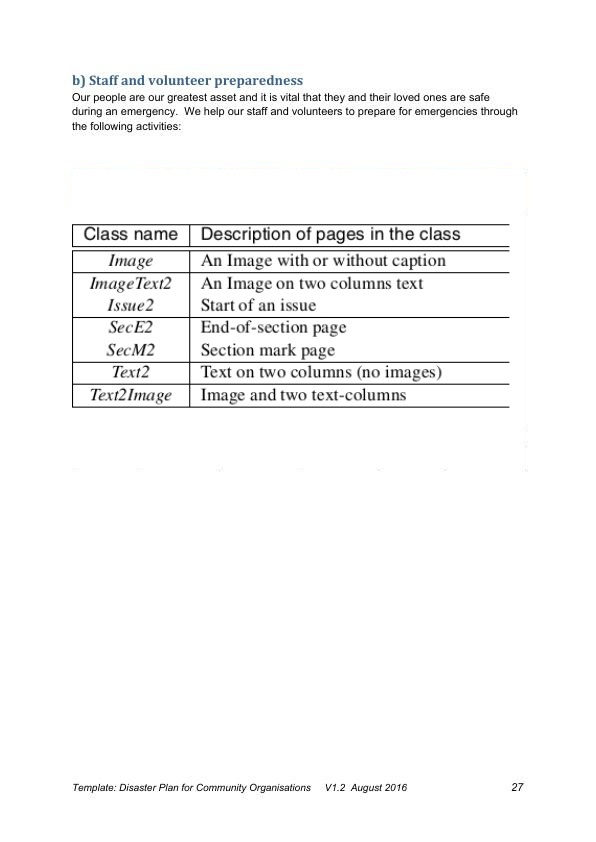 b) Staff and volunteer preparedness
Our people are our greatest asset and it is vital that they and their loved ones are safe
during an emergency.  We help our staff and volunteers to prepare for emergencies through
the following activities:
Class name Description of pages in the class
Image An Image with or without caption
ImageText2 An Image on two columns text
Issue2 Start of an issue
SecE2 End-of-section page
SecM2 Section mark page
Text2 Text on two columns (no images)
Text2Image Image and two text-columns
Template: Disaster Plan for Community Organisations V1.2 August 2016 27